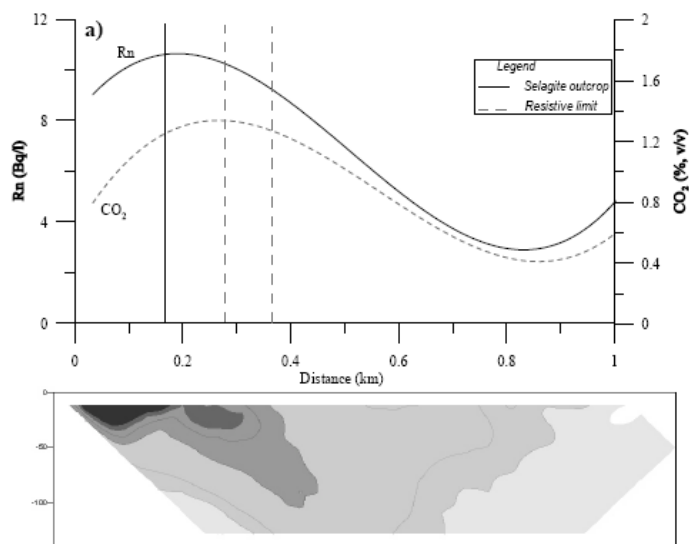 a)
12
8
4
0
Rn (Bq/l)
Rn
CO2
Legend
Selagite outcrop
Resistive limit
2
1.6
1.2
0.8
0.4
0
CO2 (%, v/v)
0
0.2
0.4
0.6
0.8
1
Distance (km)
0
-50
-100